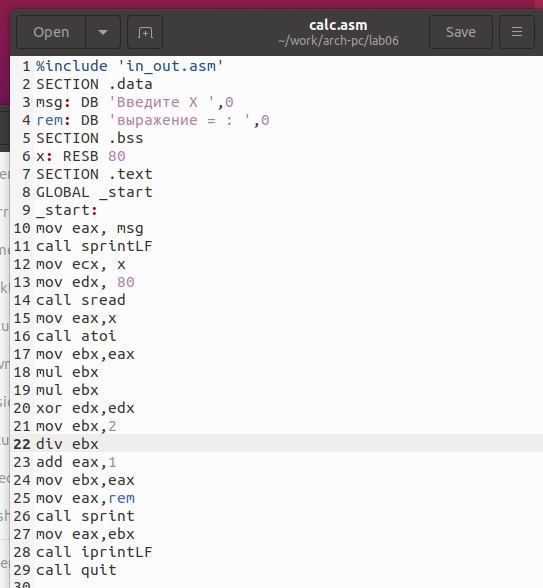 calc.asm
Open
~/work/arch-pc/lab06
Save
1 %include 'in_out.asm'
2 SECTION .data
3 msg: DB 'Введите X ',0
4 rem: DB 'выражение = : ',0
5 SECTION .bss
6 x: RESB 80
7 SECTION .text
8 GLOBAL _start
9 _start:
10 mov eax, msg
11 call sprintLF
12 mov ecx, x
13 mov edx, 80
14 call sread
15 mov eax,x
16 call atoi
17 mov ebx,eax
18 mul ebx
19 mul ebx
20 xor edx,edx
21 mov ebx,2
22 div ebx
23 add eax,1
24 mov ebx,eax
25 mov eax,rem
26 call sprint
27 mov eax,ebx
28 call iprintLF
29 call quit
30